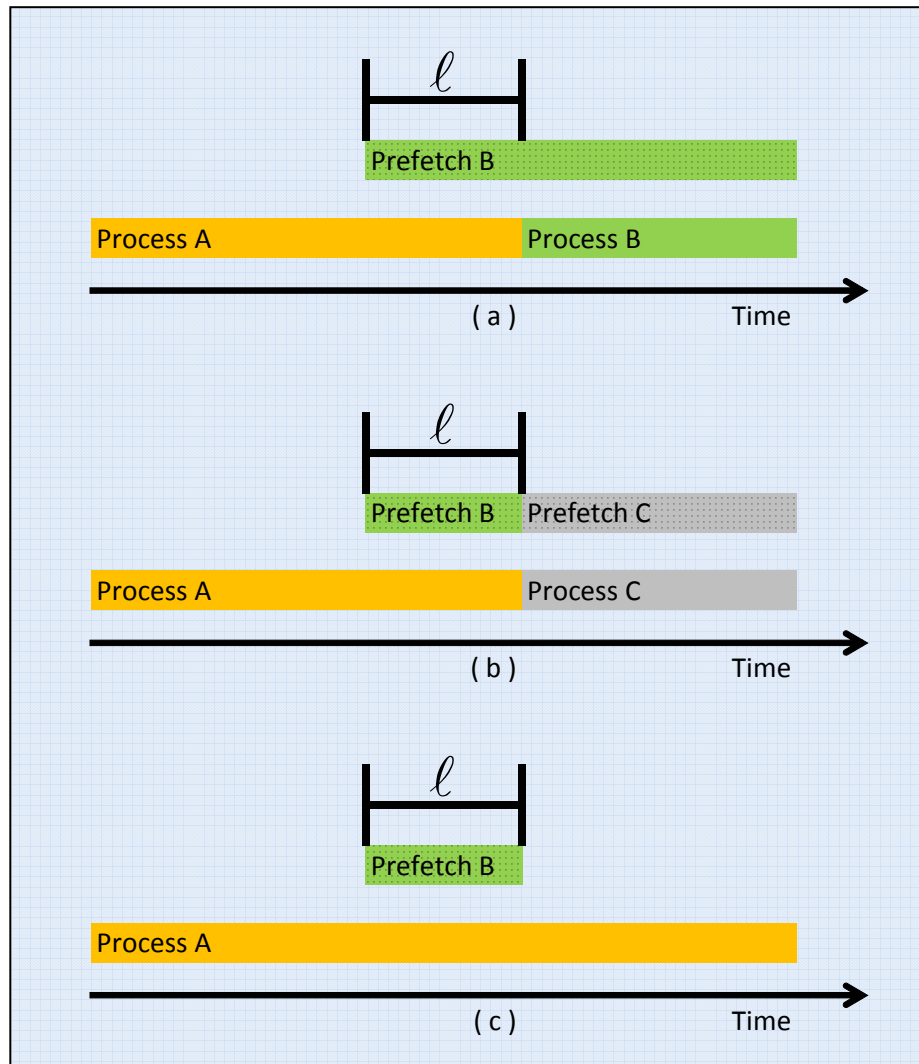 ℓ
Prefetch B
Process A Process B
( a ) Time
ℓ
Prefetch B Prefetch C
Process A Process C
( b ) Time
ℓ
Prefetch B
Process A
( c ) Time